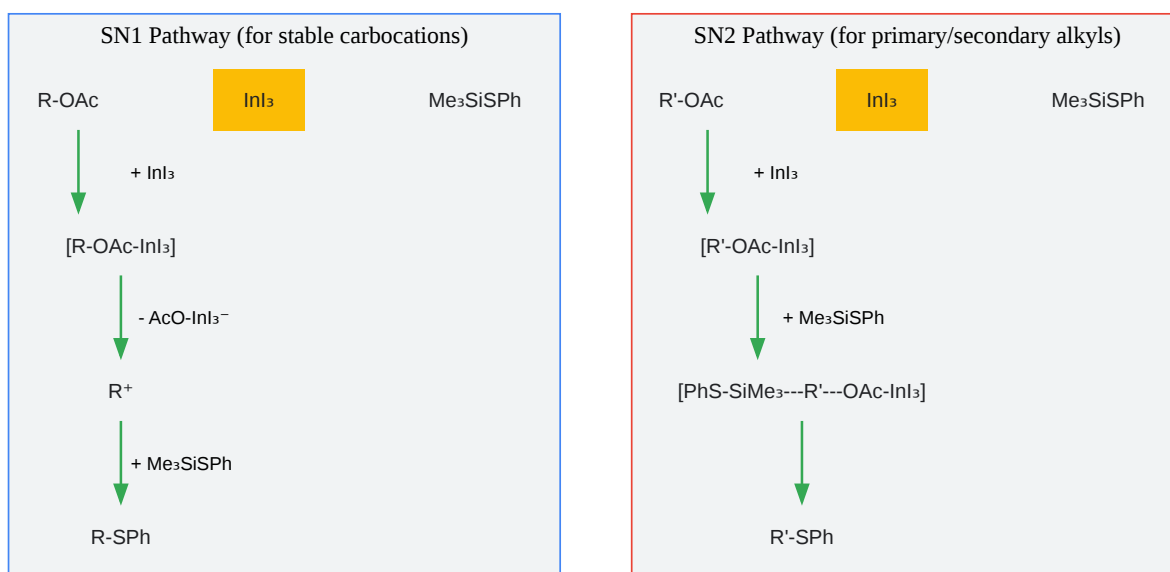 SN1 Pathway (for stable carbocations)
R-OAc
InI₃
Me₃SiSPh
+ InI₃
[R-OAc-InI₃]
- AcO-InI₃⁻
R⁺
+ Me₃SiSPh
R-SPh
SN2 Pathway (for primary/secondary alkyls)
R'-OAc
InI₃
Me₃SiSPh
+ InI₃
[R'-OAc-InI₃]
+ Me₃SiSPh
[PhS-SiMe₃---R'---OAc-InI₃]
R'-SPh